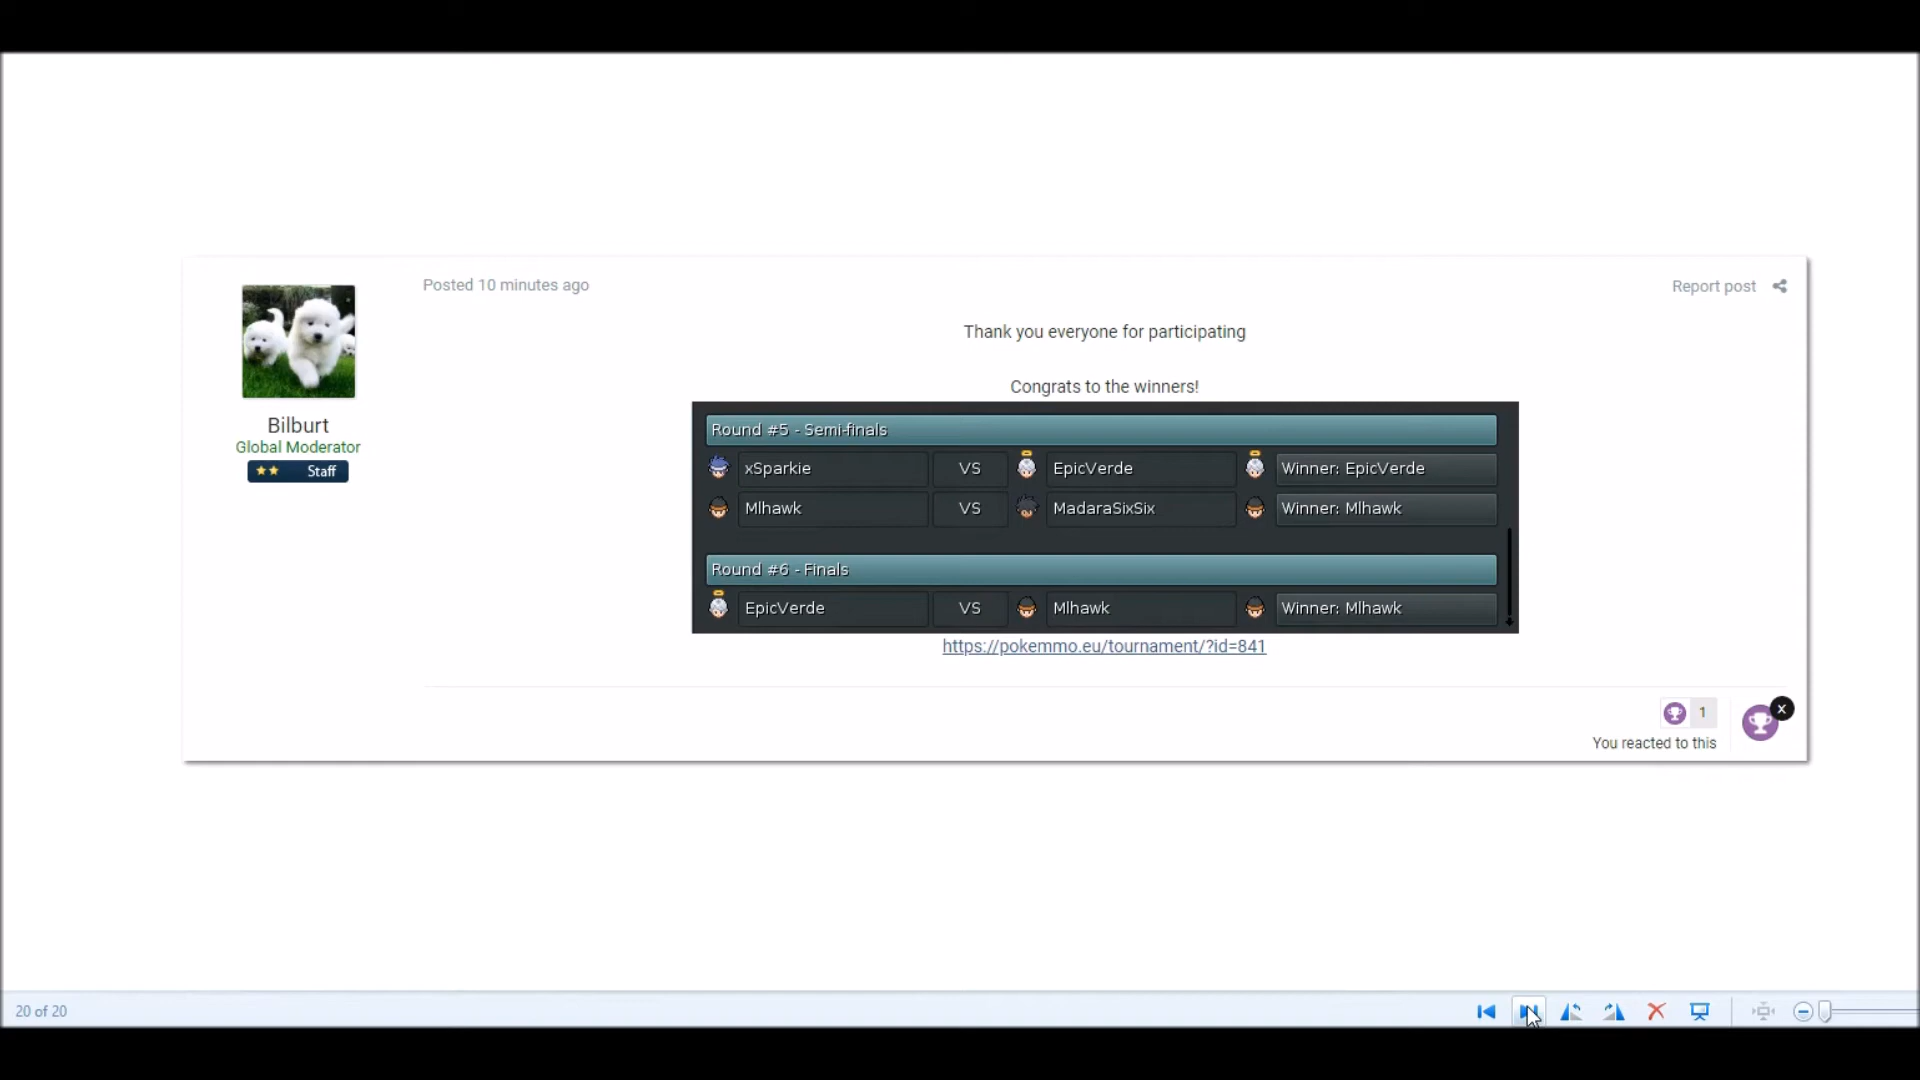 Posted 10 minutes ago
Report post
Thank you everyone for participating
Congrats to the winners!
Bilburt
Global Moderator
Staff
Round #5 - Semi-finals
xSparkie VS EpicVerde Winner: EpicVerde
Mlhawk VS MadaraSixSix Winner: Mlhawk
Round #6 - Finals
EpicVerde VS Mlhawk Winner: Mlhawk
https://pokemmo.eu/tournament/?id=841
1
x
You reacted to this
20 of 20